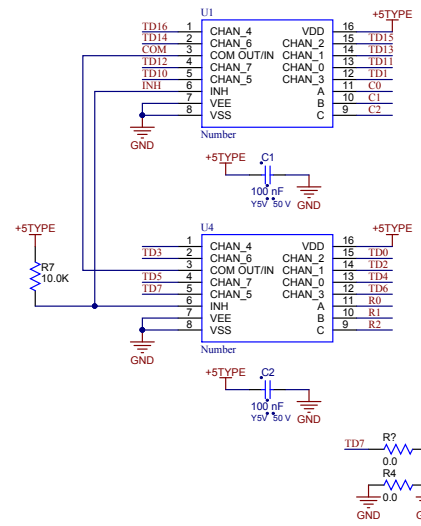 U1
+5TYPE
TD16 1 CHAN_4 VDD 16
TD14 2 CHAN_6 CHAN_2 15 TD15
COM 3 COM OUT/IN CHAN_1 14 TD13
TD12 4 CHAN_7 CHAN_0 13 TD11
TD10 5 CHAN_5 CHAN_3 12 TD1
INH 6 INH A 11 C0
7 VEE B 10 C1
8 VSS C 9 C2
GND
Number
+5TYPE
C1
100 nF
Y5V 50 V
GND
U4
+5TYPE
+5TYPE
1 CHAN_4 VDD 16
TD3 2 CHAN_6 CHAN_2 15 TD0
3 COM OUT/IN CHAN_1 14 TD2
TD5 4 CHAN_7 CHAN_0 13 TD4
TD7 5 CHAN_5 CHAN_3 12 TD6
6 INH A 11 R0
7 VEE B 10 R1
8 VSS C 9 R2
R7
10.0K
GND
Number
+5TYPE
C2
100 nF
Y5V 50 V
GND
TD7
R?
0.0
R4
0.0
GND